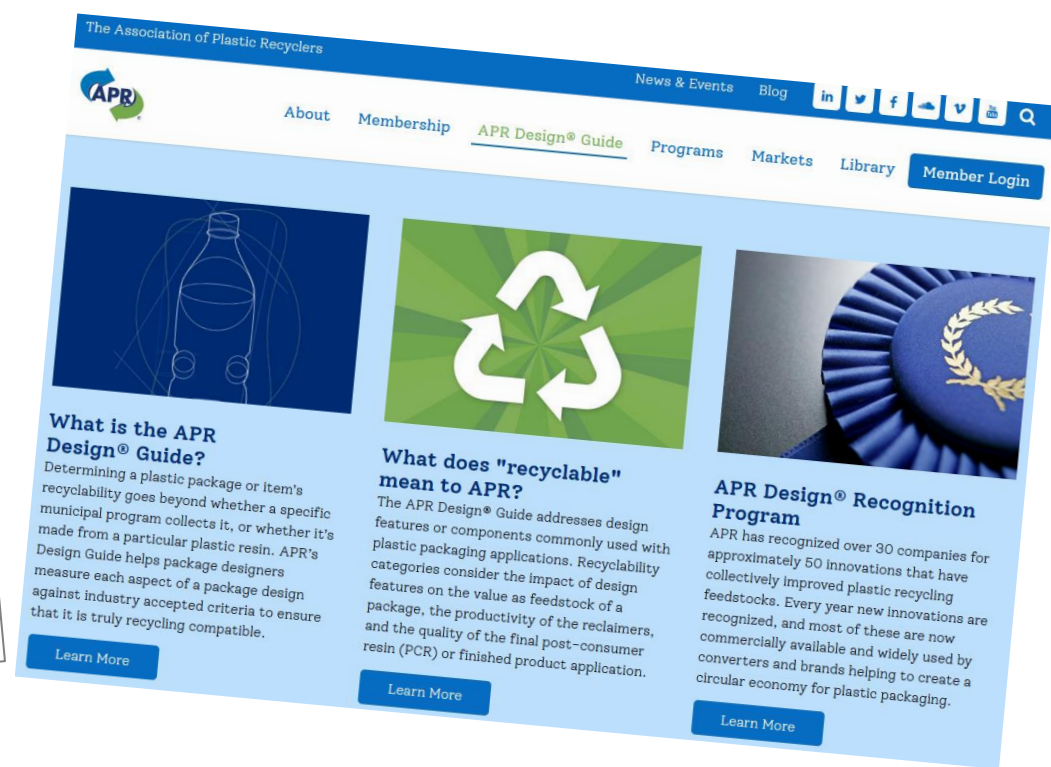 The Association of Plastic Recyclers
News & Events
Blog
in
f
v
You
Tube
APR
®
About
Membership
APR Design® Guide
Programs
Markets
Library
Member Login
What is the APR
Design® Guide?
Determining a plastic package or item's
recyclability goes beyond whether a specific
municipal program collects it, or whether it's
made from a particular plastic resin. APR's
Design Guide helps package designers
measure each aspect of a package design
against industry accepted criteria to ensure
that it is truly recycling compatible.
Learn More
What does "recyclable"
mean to APR?
The APR Design® Guide addresses design
features or components commonly used with
plastic packaging applications. Recyclability
categories consider the impact of design
features on the value as feedstock of a
package, the productivity of the reclaimers,
and the quality of the final post-consumer
resin (PCR) or finished product application.
Learn More
APR Design® Recognition
Program
APR has recognized over 30 companies for
approximately 50 innovations that have
collectively improved plastic recycling
feedstocks. Every year new innovations are
recognized, and most of these are now
commercially available and widely used by
converters and brands helping to create a
circular economy for plastic packaging.
Learn More